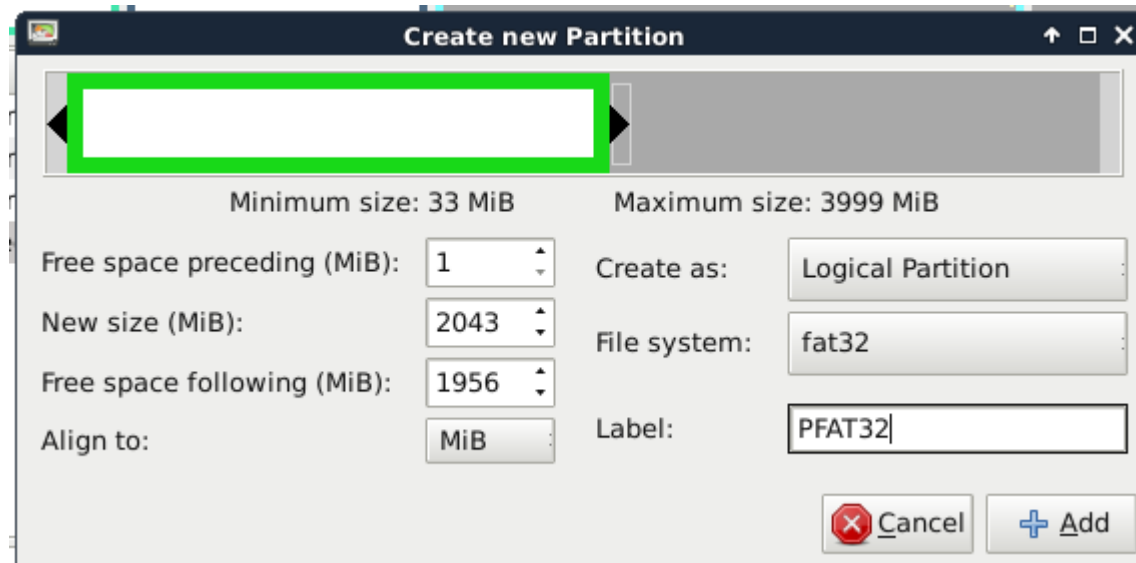 Create new Partition
Minimum size: 33 MiB
Maximum size: 3999 MiB
Free space preceding (MiB): 1
New size (MiB): 2043
Free space following (MiB): 1956
Align to: MiB
Create as: Logical Partition
File system: fat32
Label: PFAT32
Cancel
Add